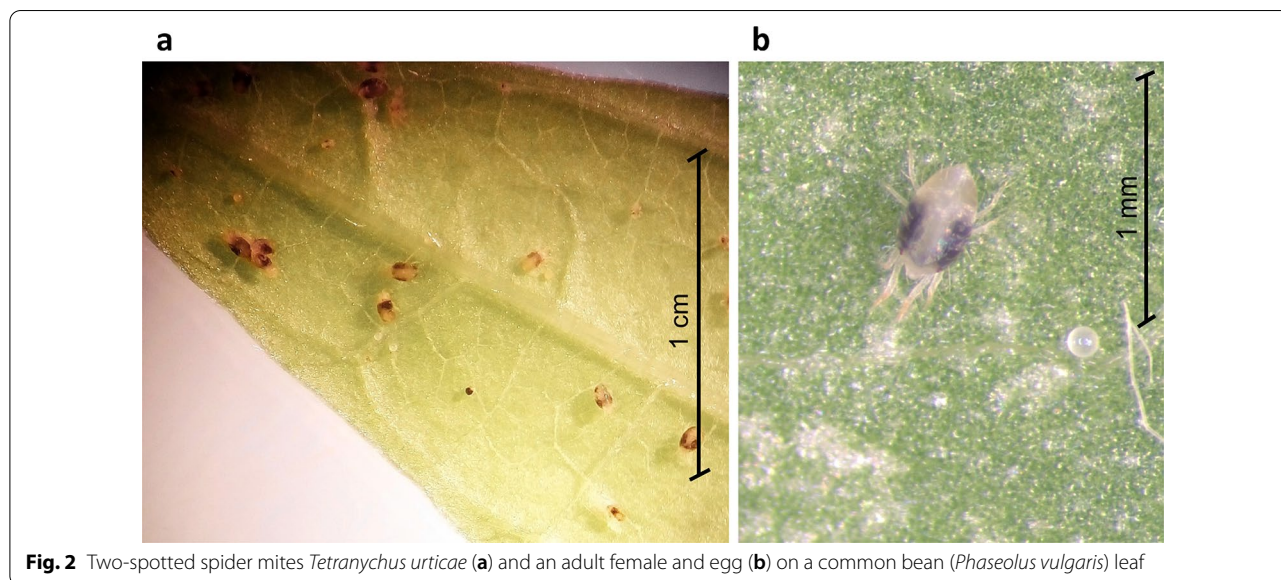 a
b
1 cm
1 mm
Fig. 2 Two-spotted spider mites Tetranychus urticae (a) and an adult female and egg (b) on a common bean (Phaseolus vulgaris) leaf